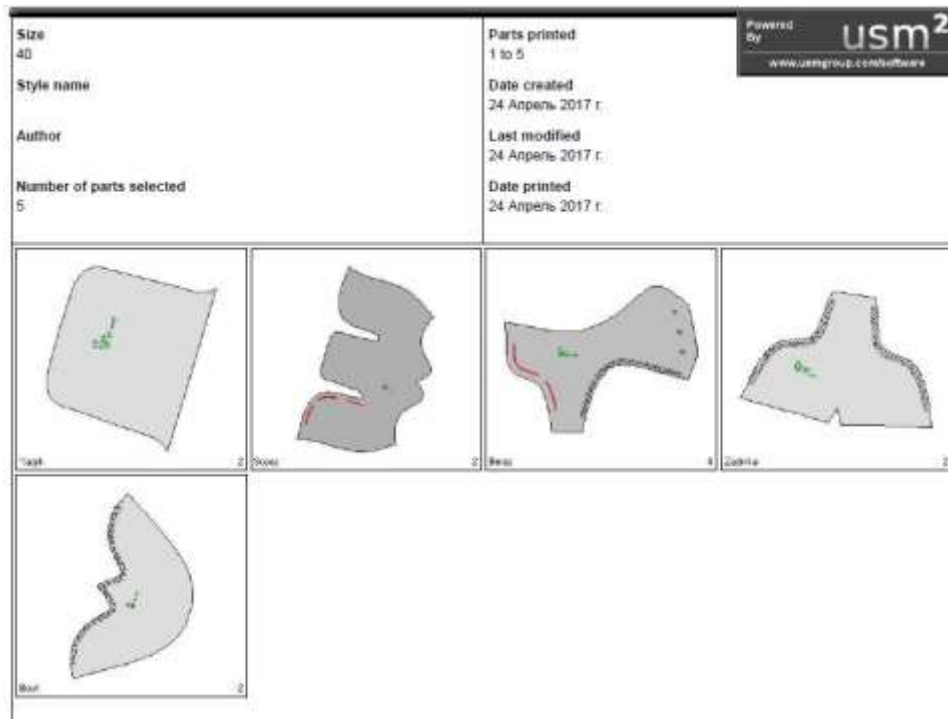 Size
40
Style name
Author
Number of parts selected
5
Parts printed
1 to 5
Date created
24 Апрель 2017 г.
Last modified
24 Апрель 2017 г.
Date printed
24 Апрель 2017 г.
Powered
By
usm²
www.usmgroup.com/software
2
2
2
2